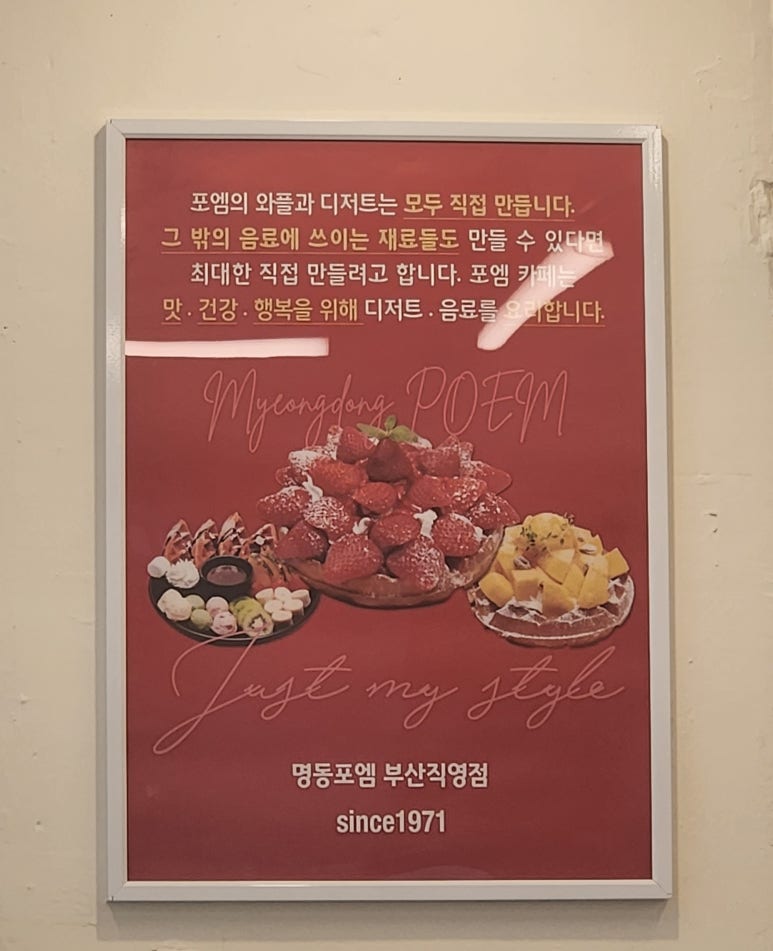 포엠의 와플과 디저트는 모두 직접 만듭니다.
그 밖의 음료에 쓰이는 재료들도 만들 수 있다면
최대한 직접 만들려고 합니다. 포엠 카페는
맛 · 건강 · 행복을 위해 디저트 · 음료를 요리합니다.
Myeongdong POEM
Just my style
명동포엠 부산직영점
since1971